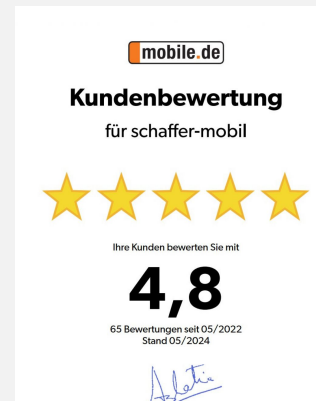 mobile.de
Kundenbewertung
für schaffer-mobil
Ihre Kunden bewerten Sie mit
4,8
65 Bewertungen seit 05/2022
Stand 05/2024